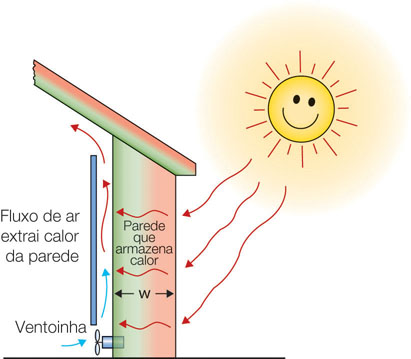 Fluxo de ar
extrai calor
da parede
Parede
que
armazena
calor
w
Ventoinha